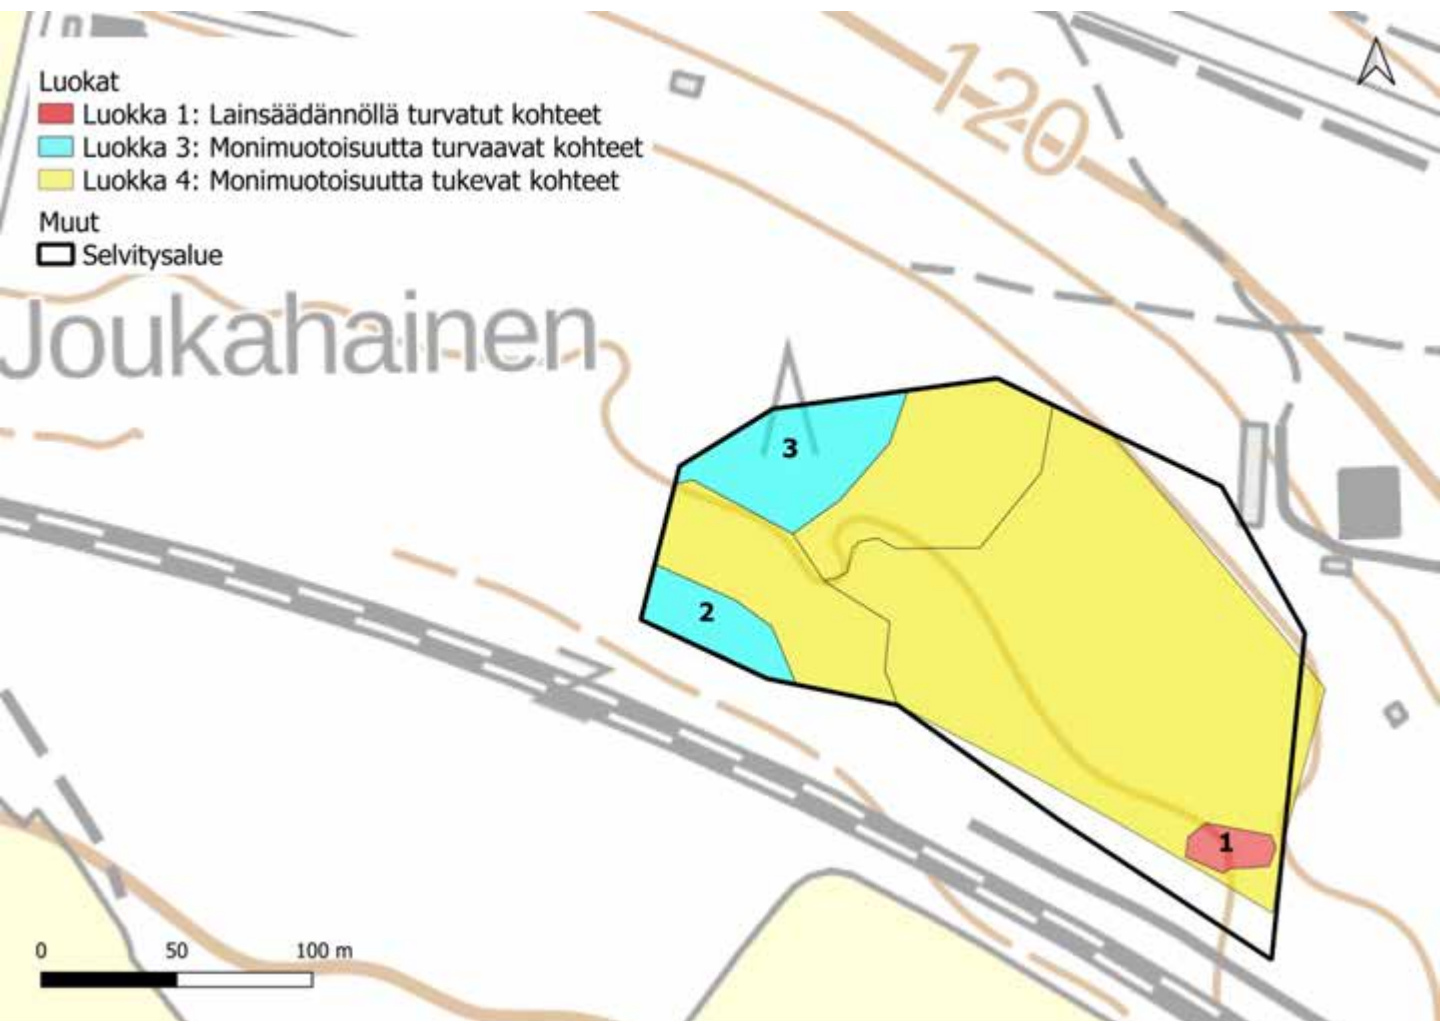 Luokat
Luokka 1: Lainsäädännöllä turvatut kohteet
Luokka 3: Monimuotoisuutta turvaavat kohteet
Luokka 4: Monimuotoisuutta tukevat kohteet
Muut
Selvitysalue
120
Joukahainen
3
2
1
0 50 100 m